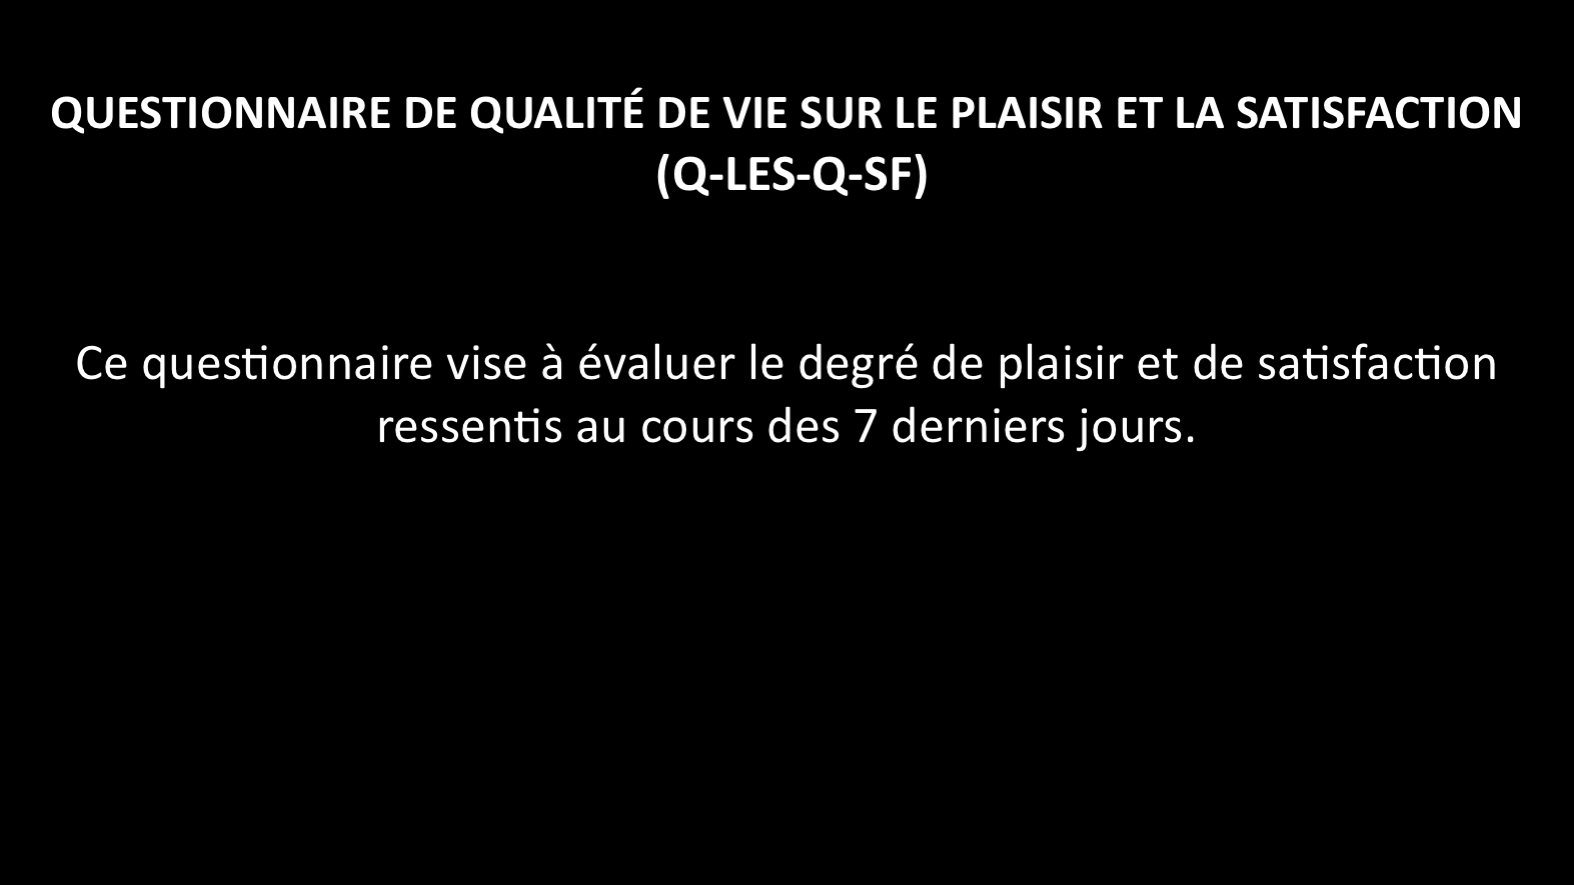 QUESTIONNAIRE DE QUALITÉ DE VIE SUR LE PLAISIR ET LA SATISFACTION
(Q-LES-Q-SF)
Ce questionnaire vise à évaluer le degré de plaisir et de satisfaction
ressentis au cours des 7 derniers jours.